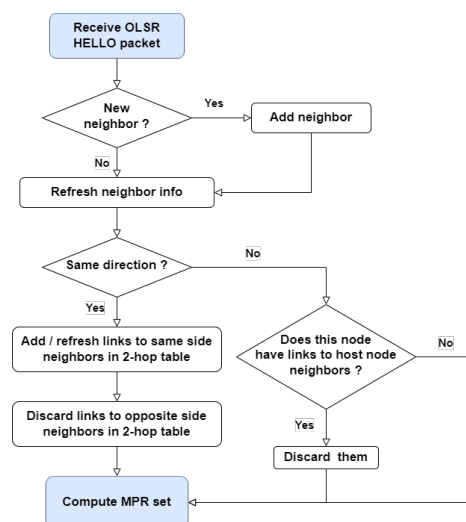 Receive OLSR
HELLO packet
New
neighbor ?
Yes
Add neighbor
No
Refresh neighbor info
Same direction ?
No
Yes
Add / refresh links to same side
neighbors in 2-hop table
Does this node
have links to host node
neighbors ?
No
Discard links to opposite side
neighbors in 2-hop table
Yes
Discard them
Compute MPR set